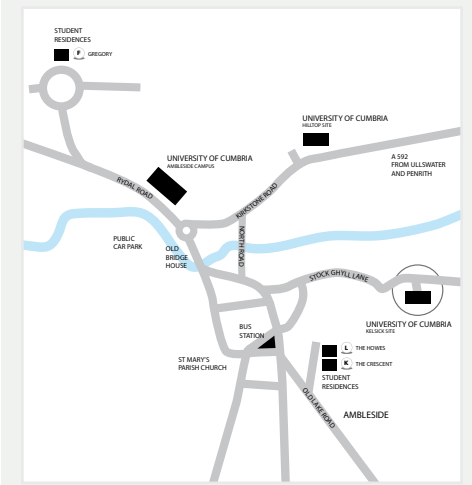 STUDENT
RESIDENCES
F GREGORY
UNIVERSITY OF CUMBRIA
HILLTOP SITE
A 592
FROM ULLSWATER
AND PENRITH
UNIVERSITY OF CUMBRIA
AMBLESIDE CAMPUS
RYDAL ROAD
KIRKSTONE ROAD
PUBLIC
CAR PARK
OLD
BRIDGE
HOUSE
NORTH ROAD
STOCK GHYLL LANE
UNIVERSITY OF CUMBRIA
KELSICK SITE
BUS
STATION
ST MARY'S
PARISH CHURCH
L THE HOWES
K THE CRESCENT
STUDENT
RESIDENCES
OLD LAKE ROAD
AMBLESIDE